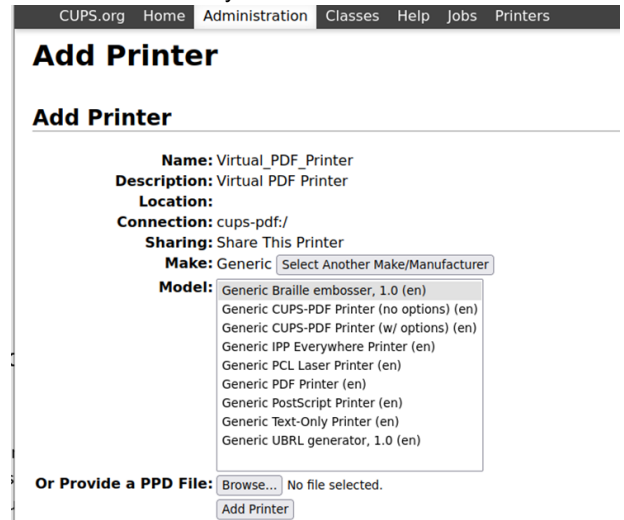 CUPS.org Home Administration Classes Help Jobs Printers
Add Printer
Add Printer
Name: Virtual_PDF_Printer
Description: Virtual PDF Printer
Location:
Connection: cups-pdf:/
Sharing: Share This Printer
Make: Generic Select Another Make/Manufacturer
Model: Generic Braille embosser, 1.0 (en)
Generic CUPS-PDF Printer (no options) (en)
Generic CUPS-PDF Printer (w/ options) (en)
Generic IPP Everywhere Printer (en)
Generic PCL Laser Printer (en)
Generic PDF Printer (en)
Generic PostScript Printer (en)
Generic Text-Only Printer (en)
Generic UBRL generator, 1.0 (en)
Or Provide a PPD File: Browse... No file selected.
Add Printer